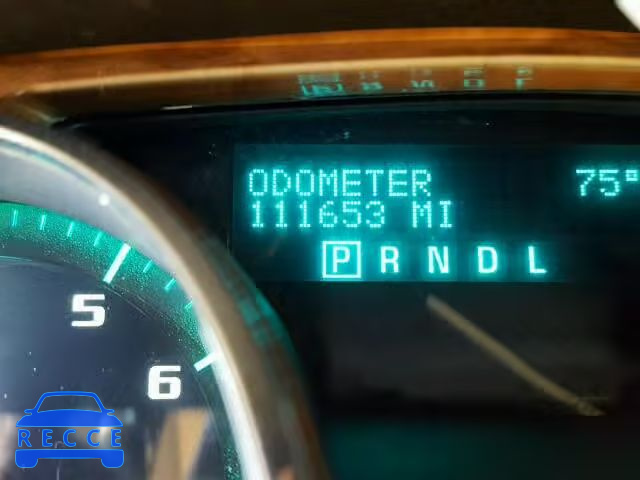 ODOMETER 75°
111653 MI
P R N D L
5
6
RECCE